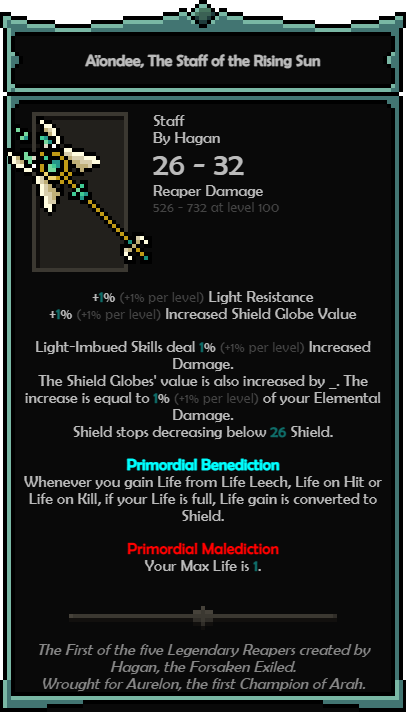 Aïondee, The Staff of the Rising Sun
Staff
By Hagan
26 - 32
Reaper Damage
526 - 732 at level 100
+1% (+1% per level) Light Resistance
+1% (+1% per level) Increased Shield Globe Value
Light-Imbued Skills deal 1% (+1% per level) Increased
Damage.
The Shield Globes' value is also increased by _. The
increase is equal to 1% (+1% per level) of your Elemental
Damage.
Shield stops decreasing below 26 Shield.
Primordial Benediction
Whenever you gain Life from Life Leech, Life on Hit or
Life on Kill, if your Life is full, Life gain is converted to
Shield.
Primordial Malediction
Your Max Life is 1.
The First of the five Legendary Reapers created by
Hagan, the Forsaken Exiled.
Wrought for Aurelon, the first Champion of Arah.